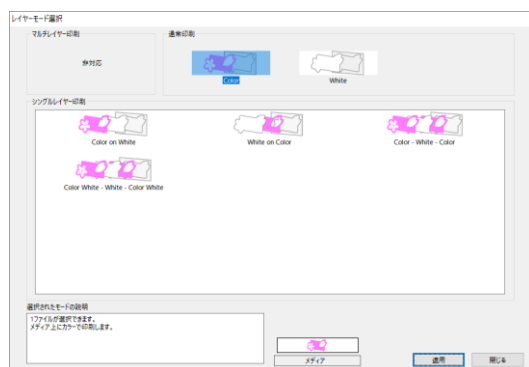 レイヤーモード選択
マルチレイヤー印刷
通常印刷
非対応
Color
White
シングルレイヤー印刷
Color on White
White on Color
Color - White - Color
Color White - White - Color White
選択されたモードの説明
1ファイルが選択できます。
メディア上にカラーで印刷します。
メディア
適用
閉じる